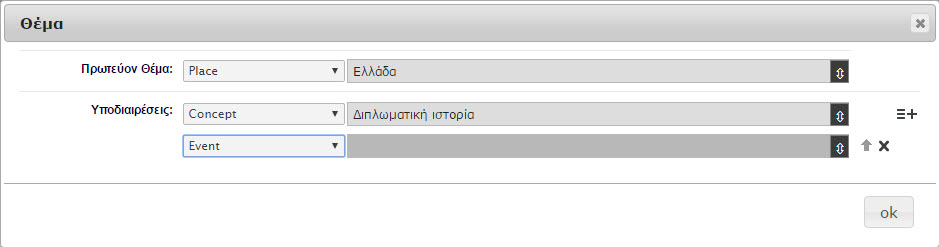 Θέμα
Πρωτεύον Θέμα: Place Ελλάδα
Υποδιαιρέσεις: Concept Διπλωματική ιστορία
Event
ok